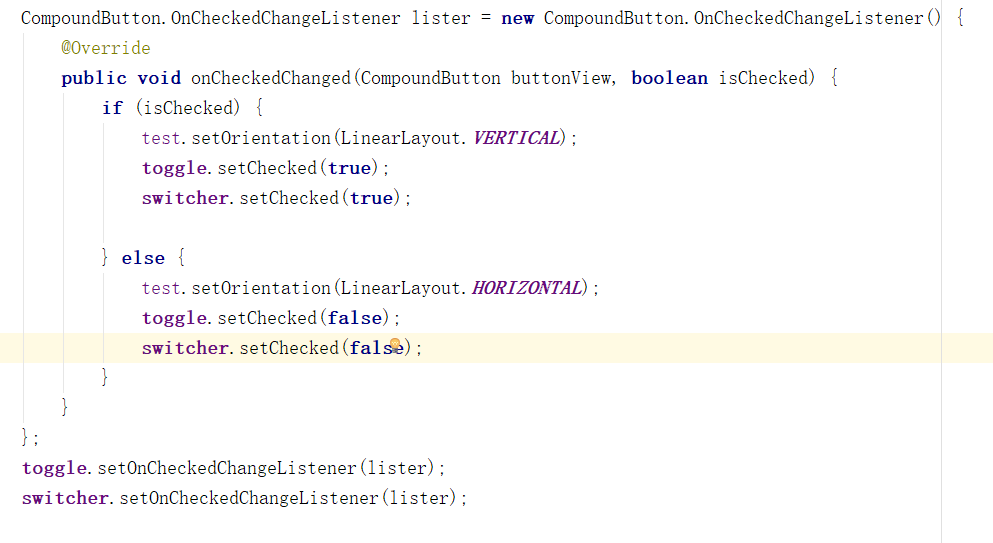 CompoundButton.OnCheckedChangeListener lister = new CompoundButton.OnCheckedChangeListener() {
@Override
public void onCheckedChanged(CompoundButton buttonView, boolean isChecked) {
if (isChecked) {
test.setOrientation(LinearLayout.VERTICAL);
toggle.setChecked(true);
switcher.setChecked(true);
} else {
test.setOrientation(LinearLayout.HORIZONTAL);
toggle.setChecked(false);
switcher.setChecked(false);
}
}
};
toggle.setOnCheckedChangeListener(lister);
switcher.setOnCheckedChangeListener(lister);